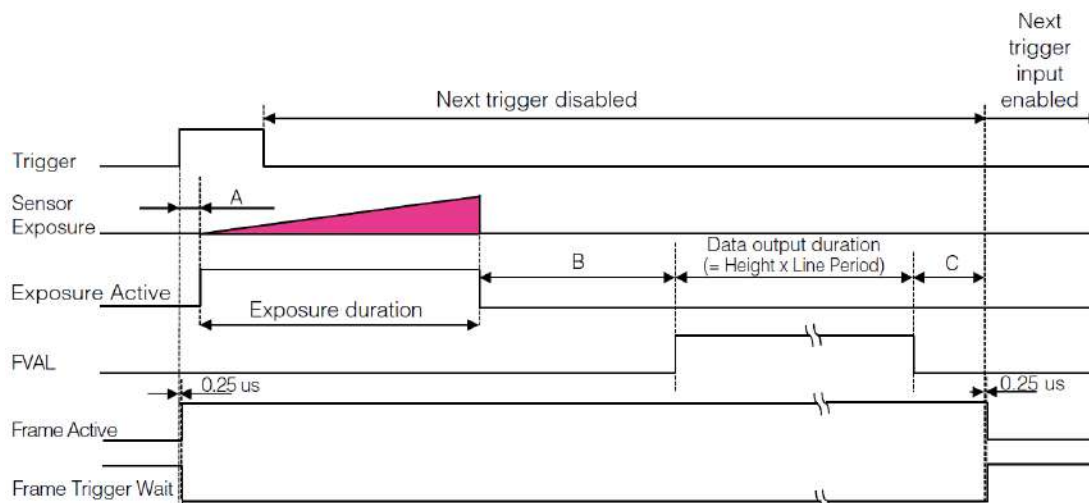 Next
trigger
input
enabled
Next trigger disabled
Trigger
Sensor
Exposure
A
Data output duration
(= Height x Line Period)
B
C
Exposure Active
Exposure duration
FVAL
0.25 us
0.25 us
Frame Active
Frame Trigger Wait